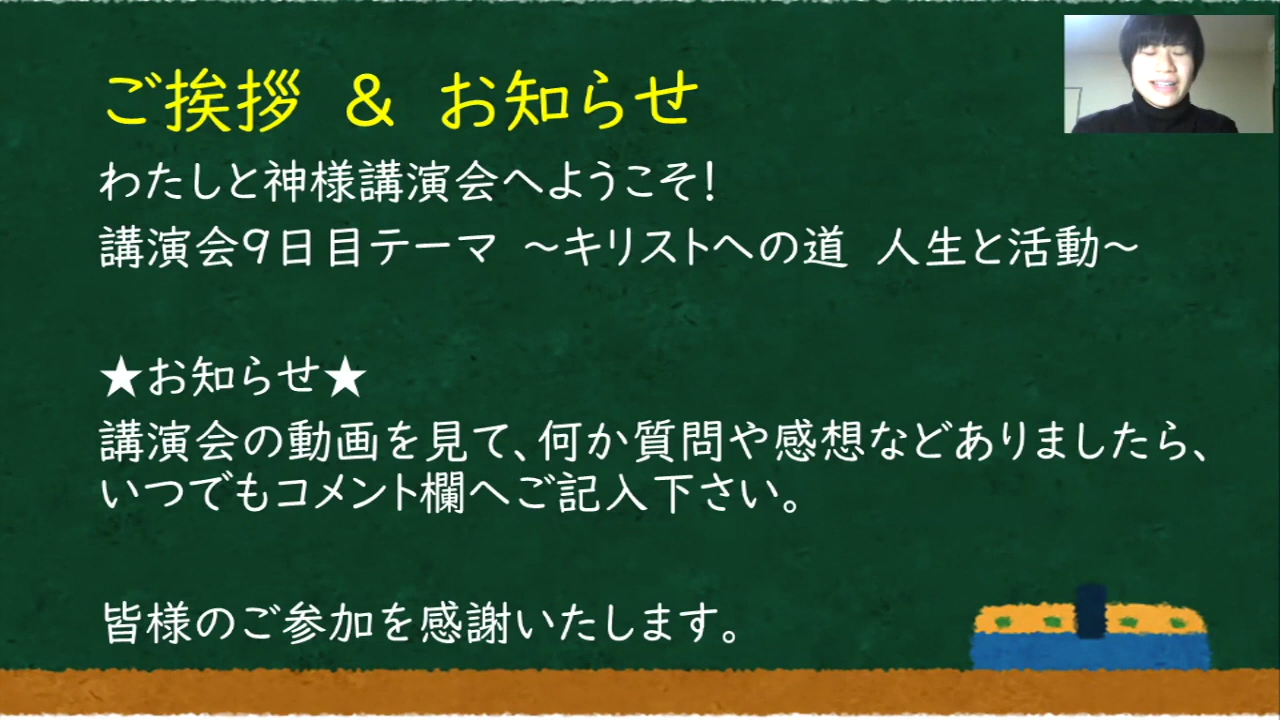 ご挨拶 & お知らせ
わたしと神様講演会へようこそ!
講演会9日目テーマ ～キリストへの道 人生と活動～
★お知らせ★
講演会の動画を見て、何か質問や感想などありましたら、
いつでもコメント欄へご記入下さい。
皆様のご参加を感謝いたします。